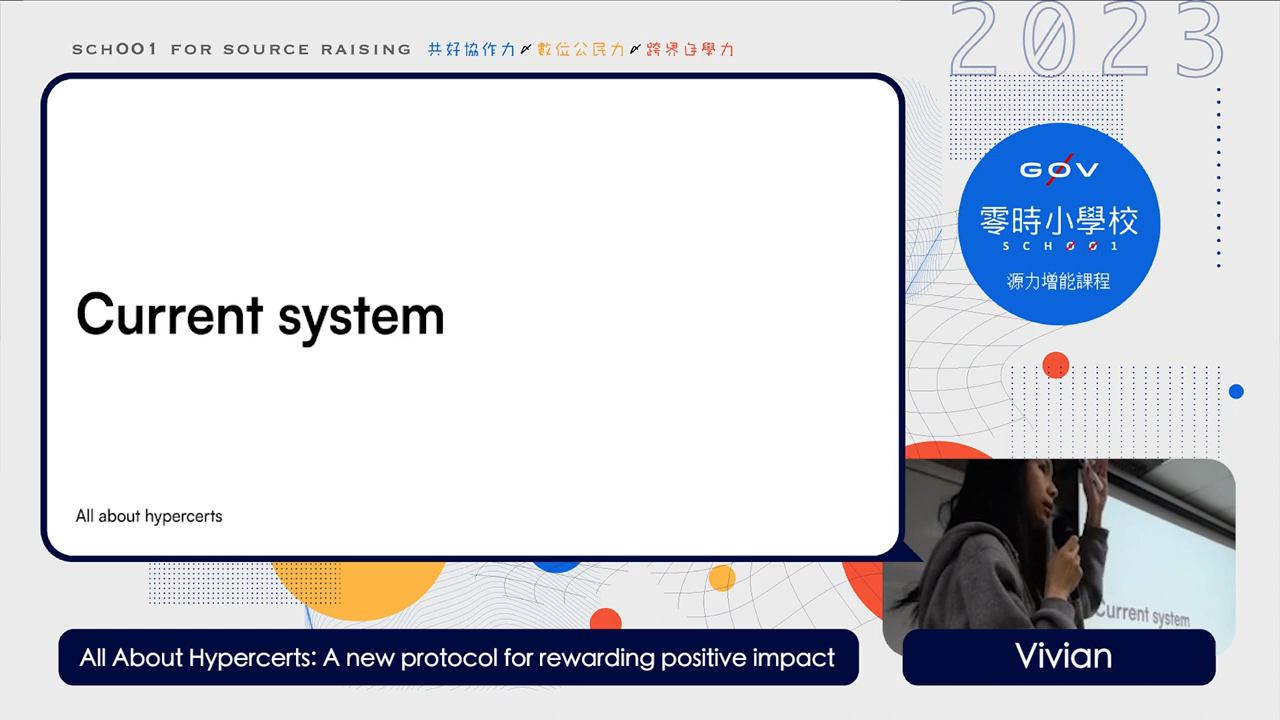 SCH001 FOR SOURCE RAISING 共好協作力 〆 數位公民力 〆 跨界自學力
2023
G0V
零時小學校
SCH001
源力增能課程
Current system
All about hypercerts
Current system
All About Hypercerts: A new protocol for rewarding positive impact
Vivian